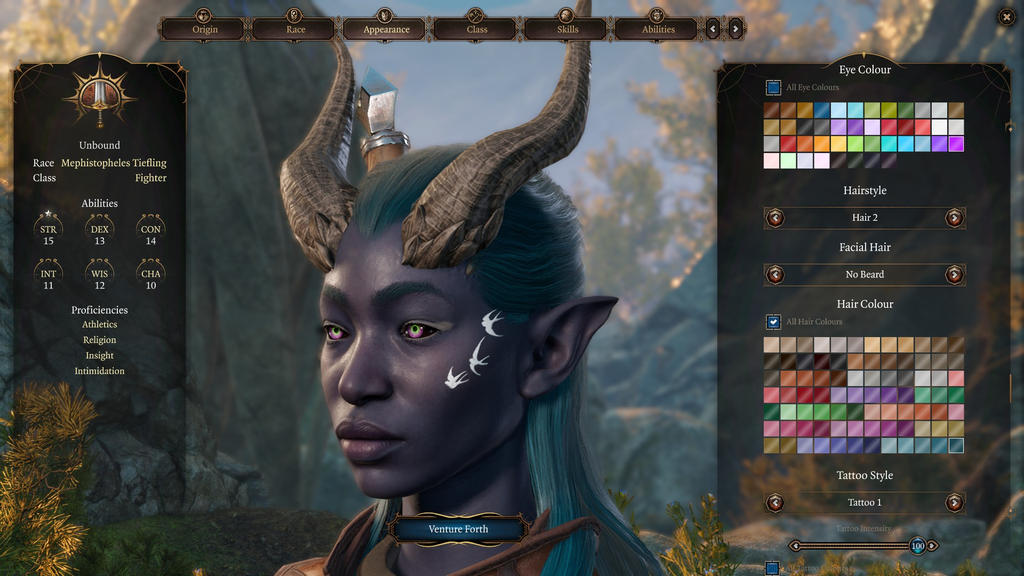 Origin
Race
Appearance
Class
Skills
Abilities
Unbound
Race Mephistopheles Tiefling
Class Fighter
Abilities
STR DEX CON
15 13 14
INT WIS CHA
11 12 10
Proficiencies
Athletics
Religion
Insight
Intimidation
Eye Colour
All Eye Colours
Hairstyle
Hair 2
Facial Hair
No Beard
Hair Colour
All Hair Colours
Tattoo Style
Tattoo 1
Tattoo Intensity
100
Venture Forth